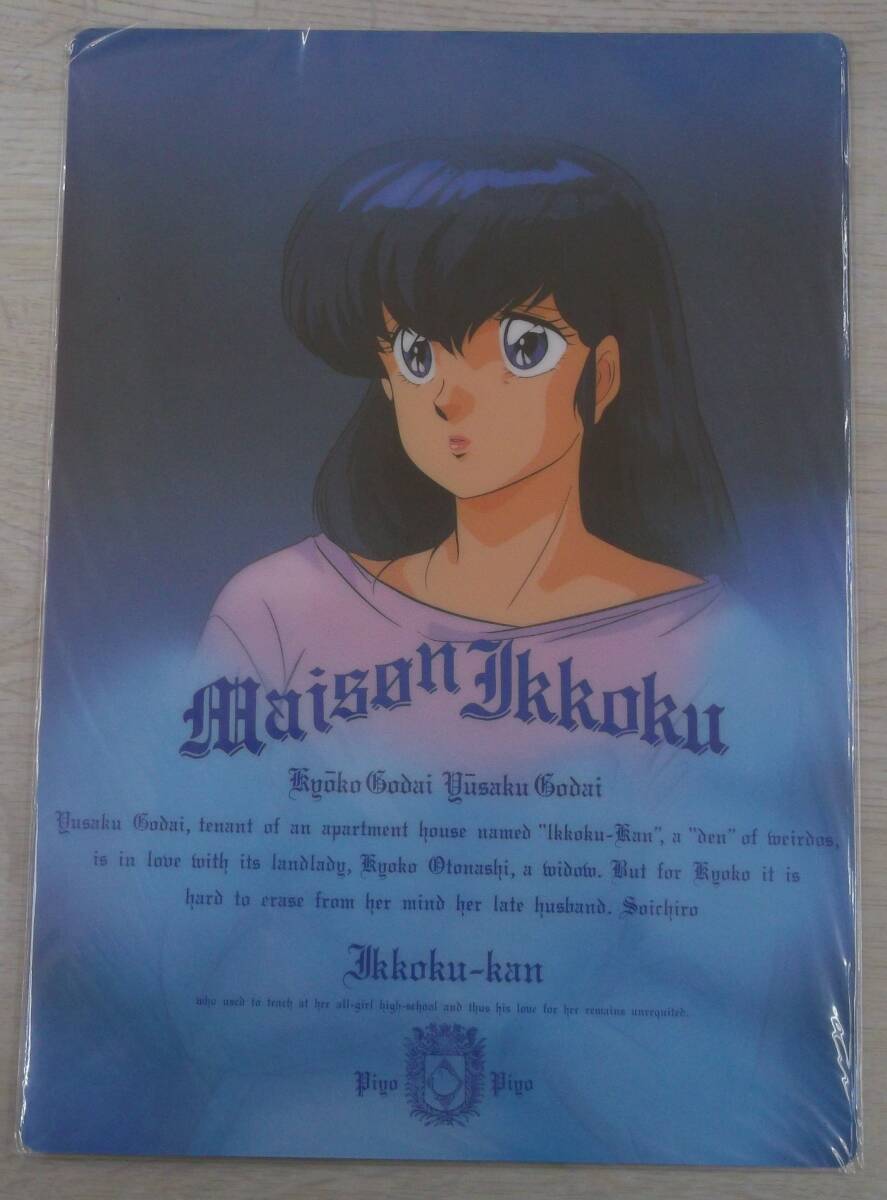 Maison Ikkoku
Kyōko Godai Yūsaku Godai
Yusaku Godai, tenant of an apartment house named "Ikkoku-Kan", a "den" of weirdos,
is in love with its landlady, Kyoko Otonashi, a widow. But for Kyoko it is
hard to erase from her mind her late husband. Soichiro
Ikkoku-kan
who used to teach at her all-girl high-school and thus his love for her remains unrequited.
Piyo Piyo